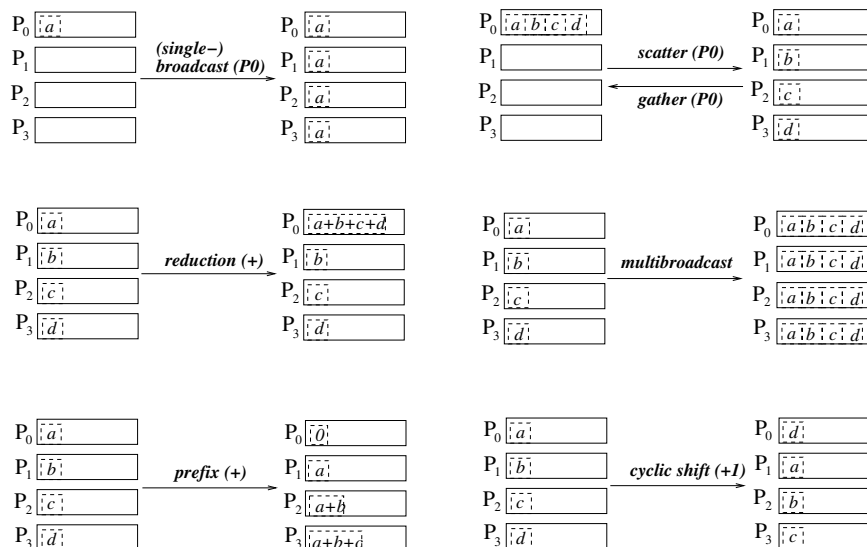 P0 a
P1
P2
P3
(single-)
broadcast (P0)
P0 a
P1 a
P2 a
P3 a
P0 a b c d
P1
P2
P3
scatter (P0)
gather (P0)
P0 a
P1 b
P2 c
P3 d
P0 a
P1 b
P2 c
P3 d
reduction (+)
P0 a+b+c+d
P1 b
P2 c
P3 d
P0 a
P1 b
P2 c
P3 d
multibroadcast
P0 a b c d
P1 a b c d
P2 a b c d
P3 a b c d
P0 a
P1 b
P2 c
P3 d
prefix (+)
P0 0
P1 a
P2 a+b
P3 a+b+c
P0 a
P1 b
P2 c
P3 d
cyclic shift (+1)
P0 d
P1 a
P2 b
P3 c